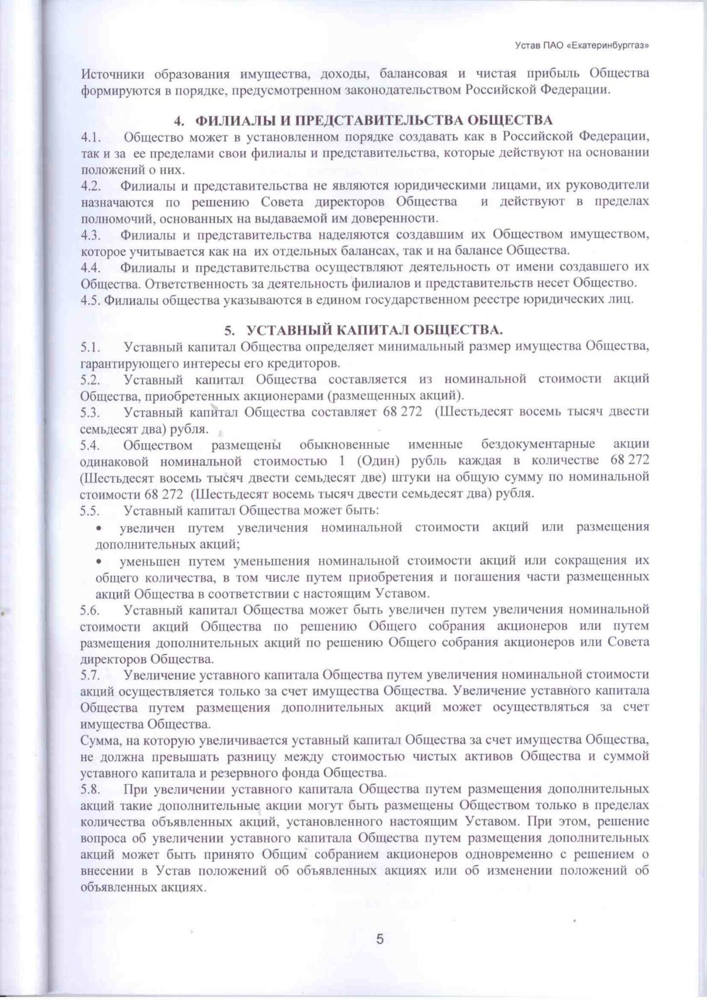 Устав ПАО «Екатеринбурггаз»
Источники образования имущества, доходы, балансовая и чистая прибыль Общества
формируются в порядке, предусмотренном законодательством Российской Федерации.
4. ФИЛИАЛЫ И ПРЕДСТАВИТЕЛЬСТВА ОБЩЕСТВА
4.1. Общество может в установленном порядке создавать как в Российской Федерации,
так и за ее пределами свои филиалы и представительства, которые действуют на основании
положений о них.
4.2. Филиалы и представительства не являются юридическими лицами, их руководители
назначаются по решению Совета директоров Общества и действуют в пределах
полномочий, основанных на выдаваемой им доверенности.
4.3. Филиалы и представительства наделяются создавшим их Обществом имуществом,
которое учитывается как на их отдельных балансах, так и на балансе Общества.
4.4. Филиалы и представительства осуществляют деятельность от имени создавшего их
Общества. Ответственность за деятельность филиалов и представительств несет Общество.
4.5. Филиалы общества указываются в едином государственном реестре юридических лиц.
5. УСТАВНЫЙ КАПИТАЛ ОБЩЕСТВА.
5.1. Уставный капитал Общества определяет минимальный размер имущества Общества,
гарантирующего интересы его кредиторов.
5.2. Уставный капитал Общества составляется из номинальной стоимости акций
Общества, приобретенных акционерами (размещенных акций).
5.3. Уставный капитал Общества составляет 68 272 (Шестьдесят восемь тысяч двести
семьдесят два) рубля.
5.4. Обществом размещены обыкновенные именные бездокументарные акции
одинаковой номинальной стоимостью 1 (Один) рубль каждая в количестве 68 272
(Шестьдесят восемь тысяч двести семьдесят две) штуки на общую сумму по номинальной
стоимости 68 272 (Шестьдесят восемь тысяч двести семьдесят два) рубля.
5.5. Уставный капитал Общества может быть:
• увеличен путем увеличения номинальной стоимости акций или размещения
дополнительных акций;
• уменьшен путем уменьшения номинальной стоимости акций или сокращения их
общего количества, в том числе путем приобретения и погашения части размещенных
акций Общества в соответствии с настоящим Уставом.
5.6. Уставный капитал Общества может быть увеличен путем увеличения номинальной
стоимости акций Общества по решению Общего собрания акционеров или путем
размещения дополнительных акций по решению Общего собрания акционеров или Совета
директоров Общества.
5.7. Увеличение уставного капитала Общества путем увеличения номинальной стоимости
акций осуществляется только за счет имущества Общества. Увеличение уставного капитала
Общества путем размещения дополнительных акций может осуществляться за счет
имущества Общества.
Сумма, на которую увеличивается уставный капитал Общества за счет имущества Общества,
не должна превышать разницу между стоимостью чистых активов Общества и суммой
уставного капитала и резервного фонда Общества.
5.8. При увеличении уставного капитала Общества путем размещения дополнительных
акций такие дополнительные акции могут быть размещены Обществом только в пределах
количества объявленных акций, установленного настоящим Уставом. При этом, решение
вопроса об увеличении уставного капитала Общества путем размещения дополнительных
акций может быть принято Общим собранием акционеров одновременно с решением о
внесении в Устав положений об объявленных акциях или об изменении положений об
объявленных акциях.
5